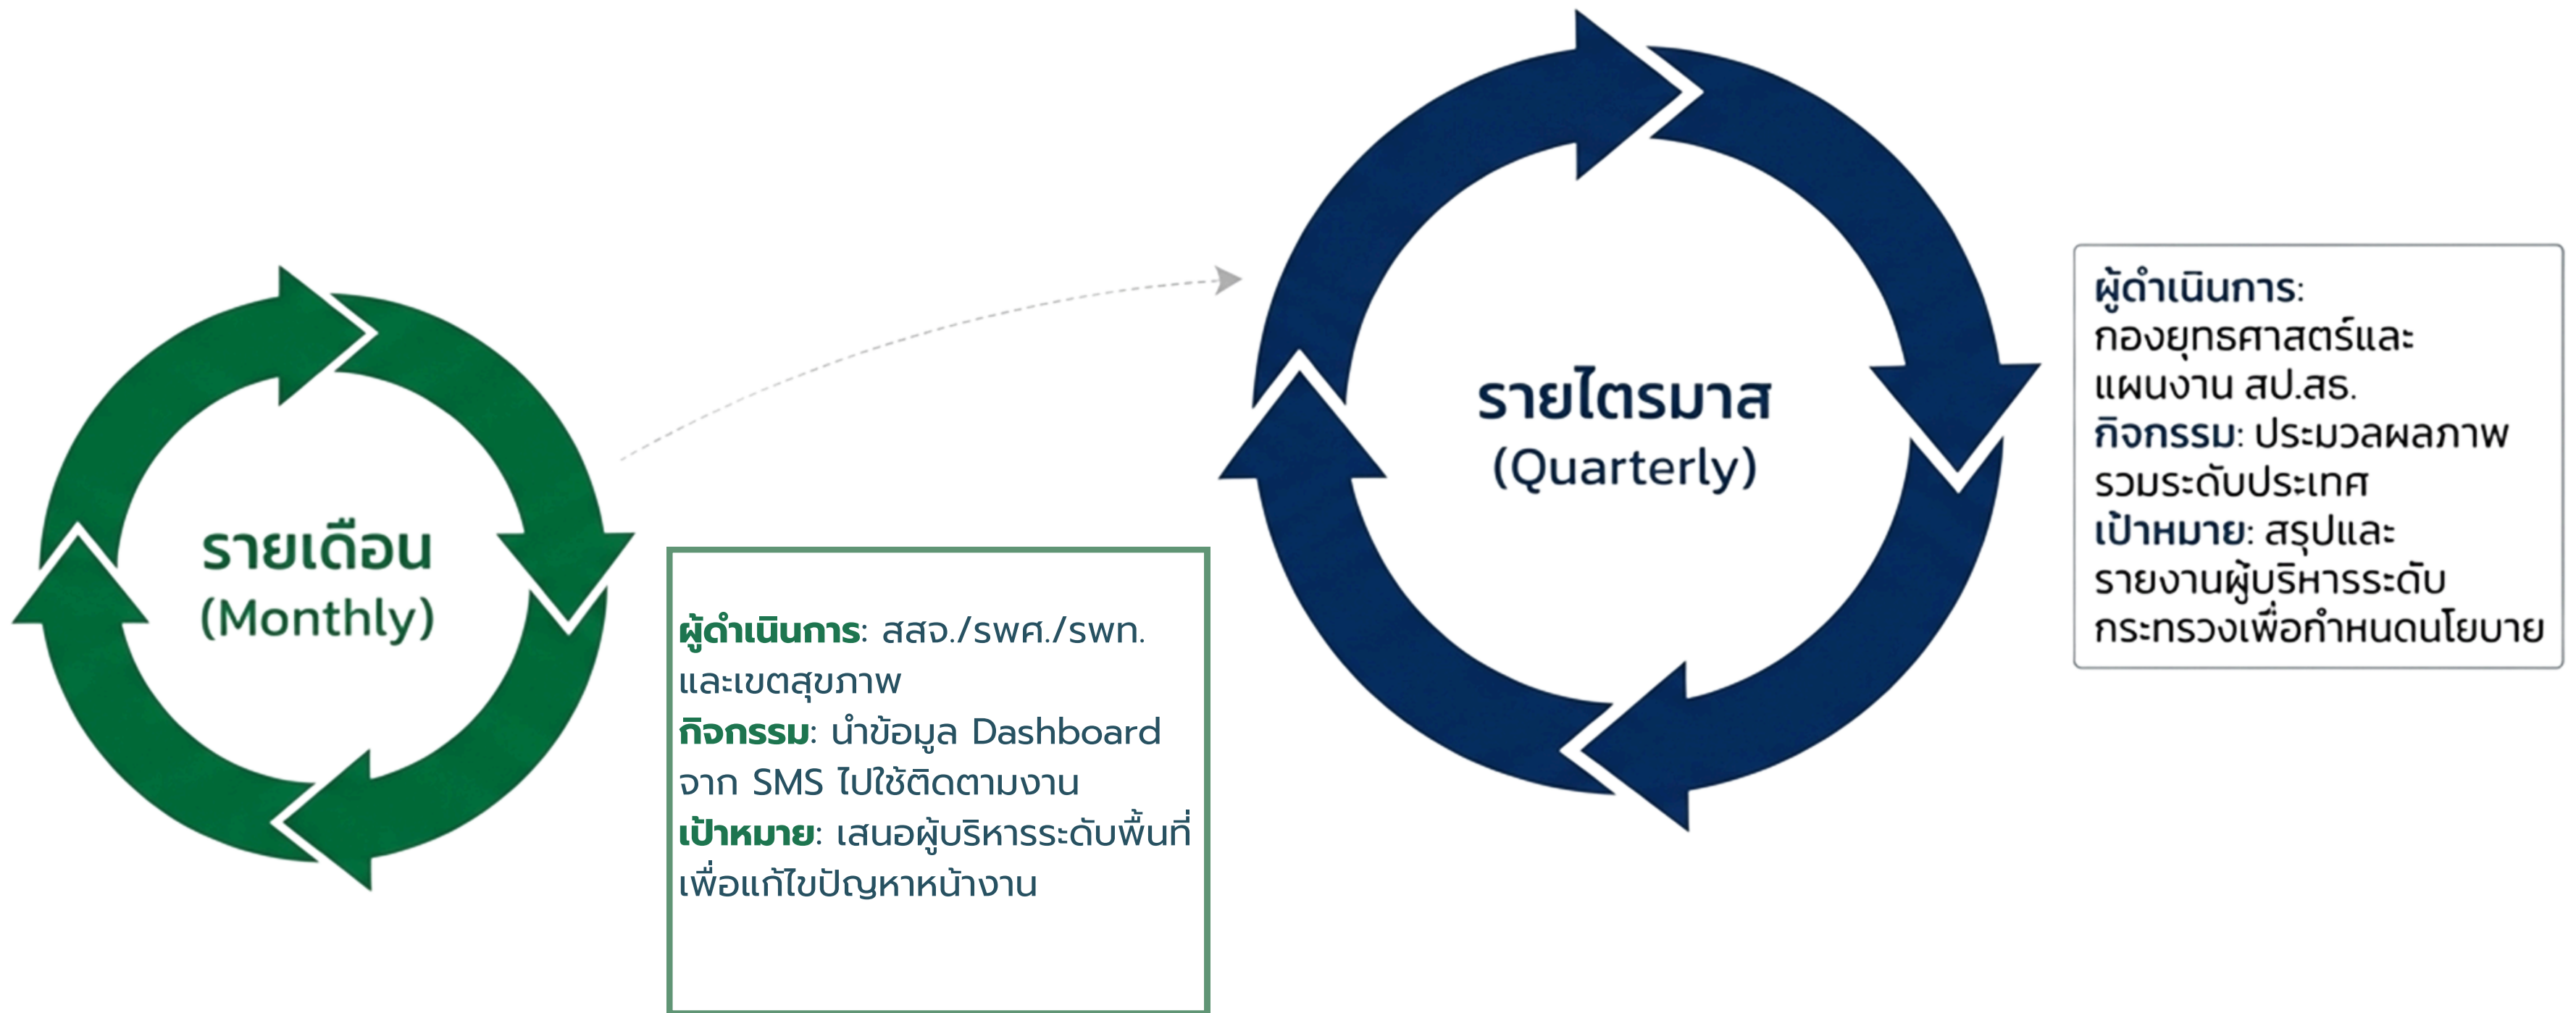 รายเดือน
(Monthly)
ผู้ดำเนินการ: สสจ./รพศ./รพท.
และเขตสุขภาพ
กิจกรรม: นำข้อมูล Dashboard
จาก SMS ไปใช้ติดตามงาน
เป้าหมาย: เสนอผู้บริหารระดับพื้นที่
เพื่อแก้ไขปัญหาหน้างาน
รายไตรมาส
(Quarterly)
ผู้ดำเนินการ:
กองยุทธศาสตร์และ
แผนงาน สป.สธ.
กิจกรรม: ประมวลผลภาพ
รวมระดับประเทศ
เป้าหมาย: สรุปและ
รายงานผู้บริหารระดับ
กระทรวงเพื่อกำหนดนโยบาย